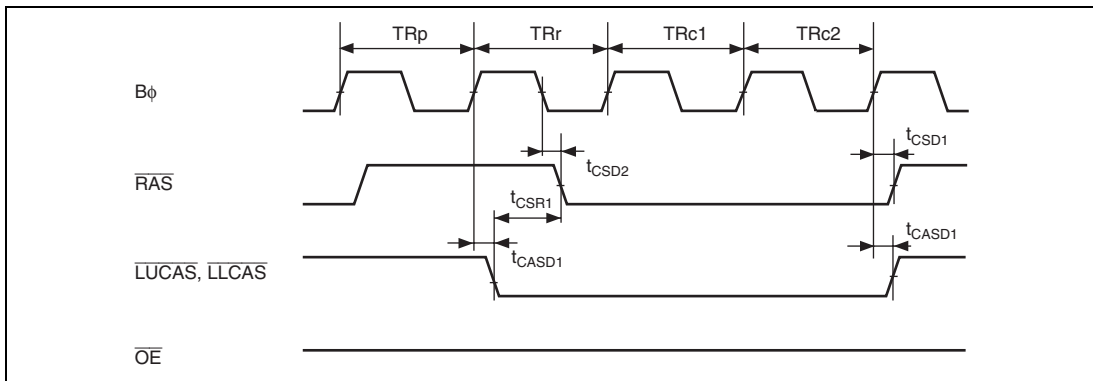 TRp TRr TRc1 TRc2
Bϕ
tCSD1
tCSD2
RAS
tCSR1
tCASD1
tCASD1
LUCAS, LLCAS
OE